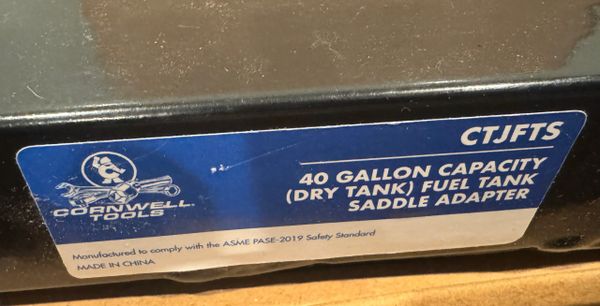 CTJFTS
40 GALLON CAPACITY
(DRY TANK) FUEL TANK
SADDLE ADAPTER
CORNWELL
TOOLS
Manufactured to comply with the ASME PASE-2019 Safety Standard
MADE IN CHINA